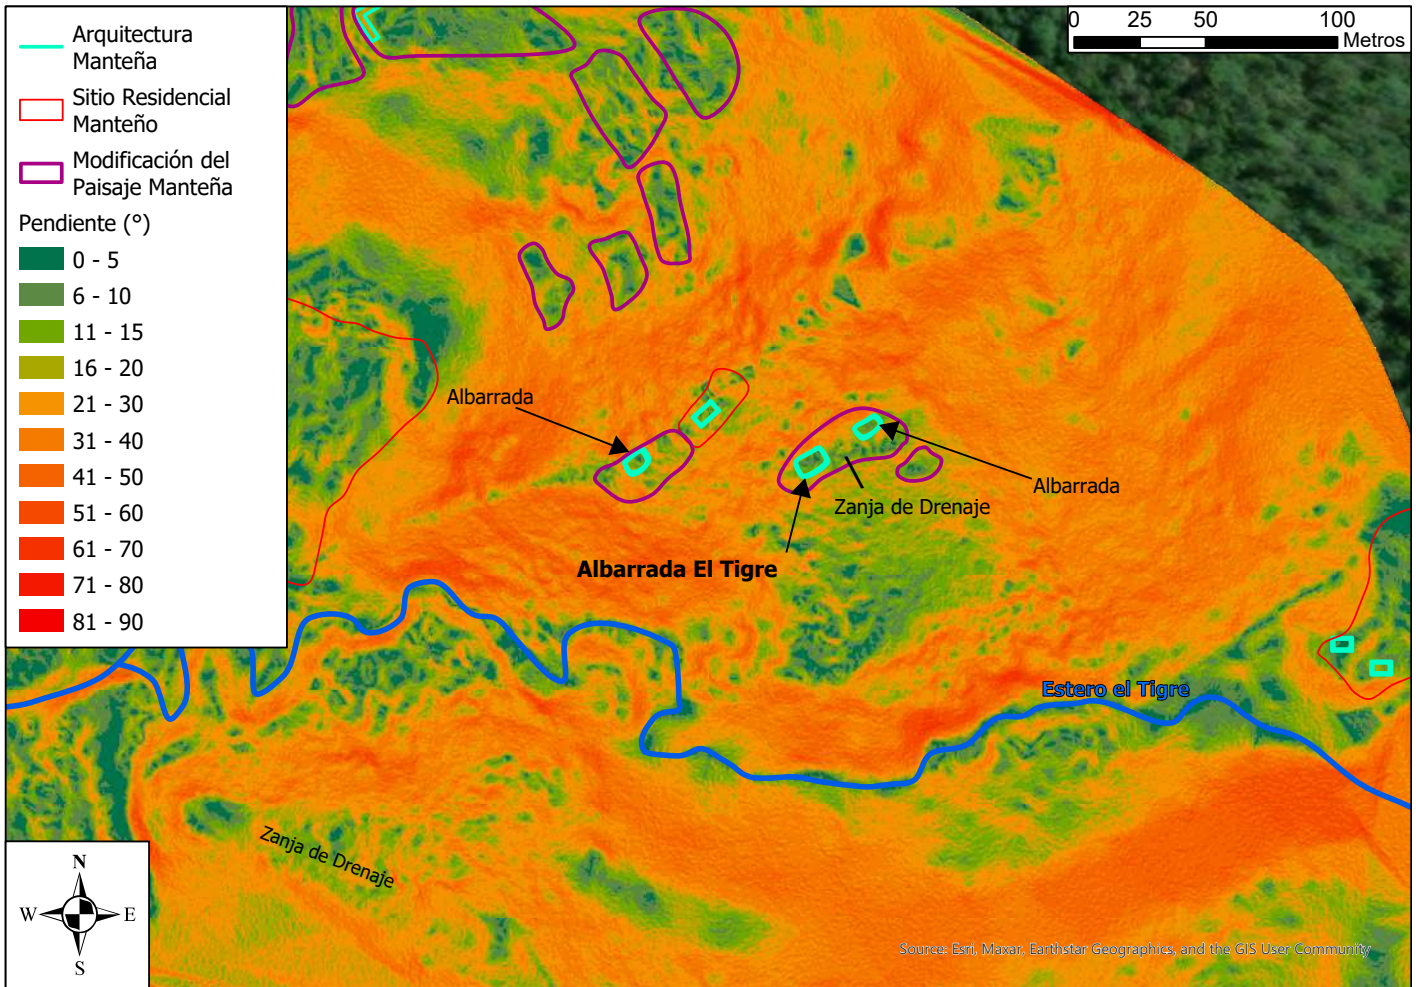 Arquitectura
Manteña
Sitio Residencial
Manteño
Modificación del
Paisaje Manteña
Pendiente (°)
0 - 5
6 - 10
11 - 15
16 - 20
21 - 30
31 - 40
41 - 50
51 - 60
61 - 70
71 - 80
81 - 90
0 25 50 100
Metros
Albarrada
Albarrada
Zanja de Drenaje
Albarrada El Tigre
Estero el Tigre
Zanja de Drenaje
N
W E
S
Source: Esri, Maxar, Earthstar Geographics, and the GIS User Community